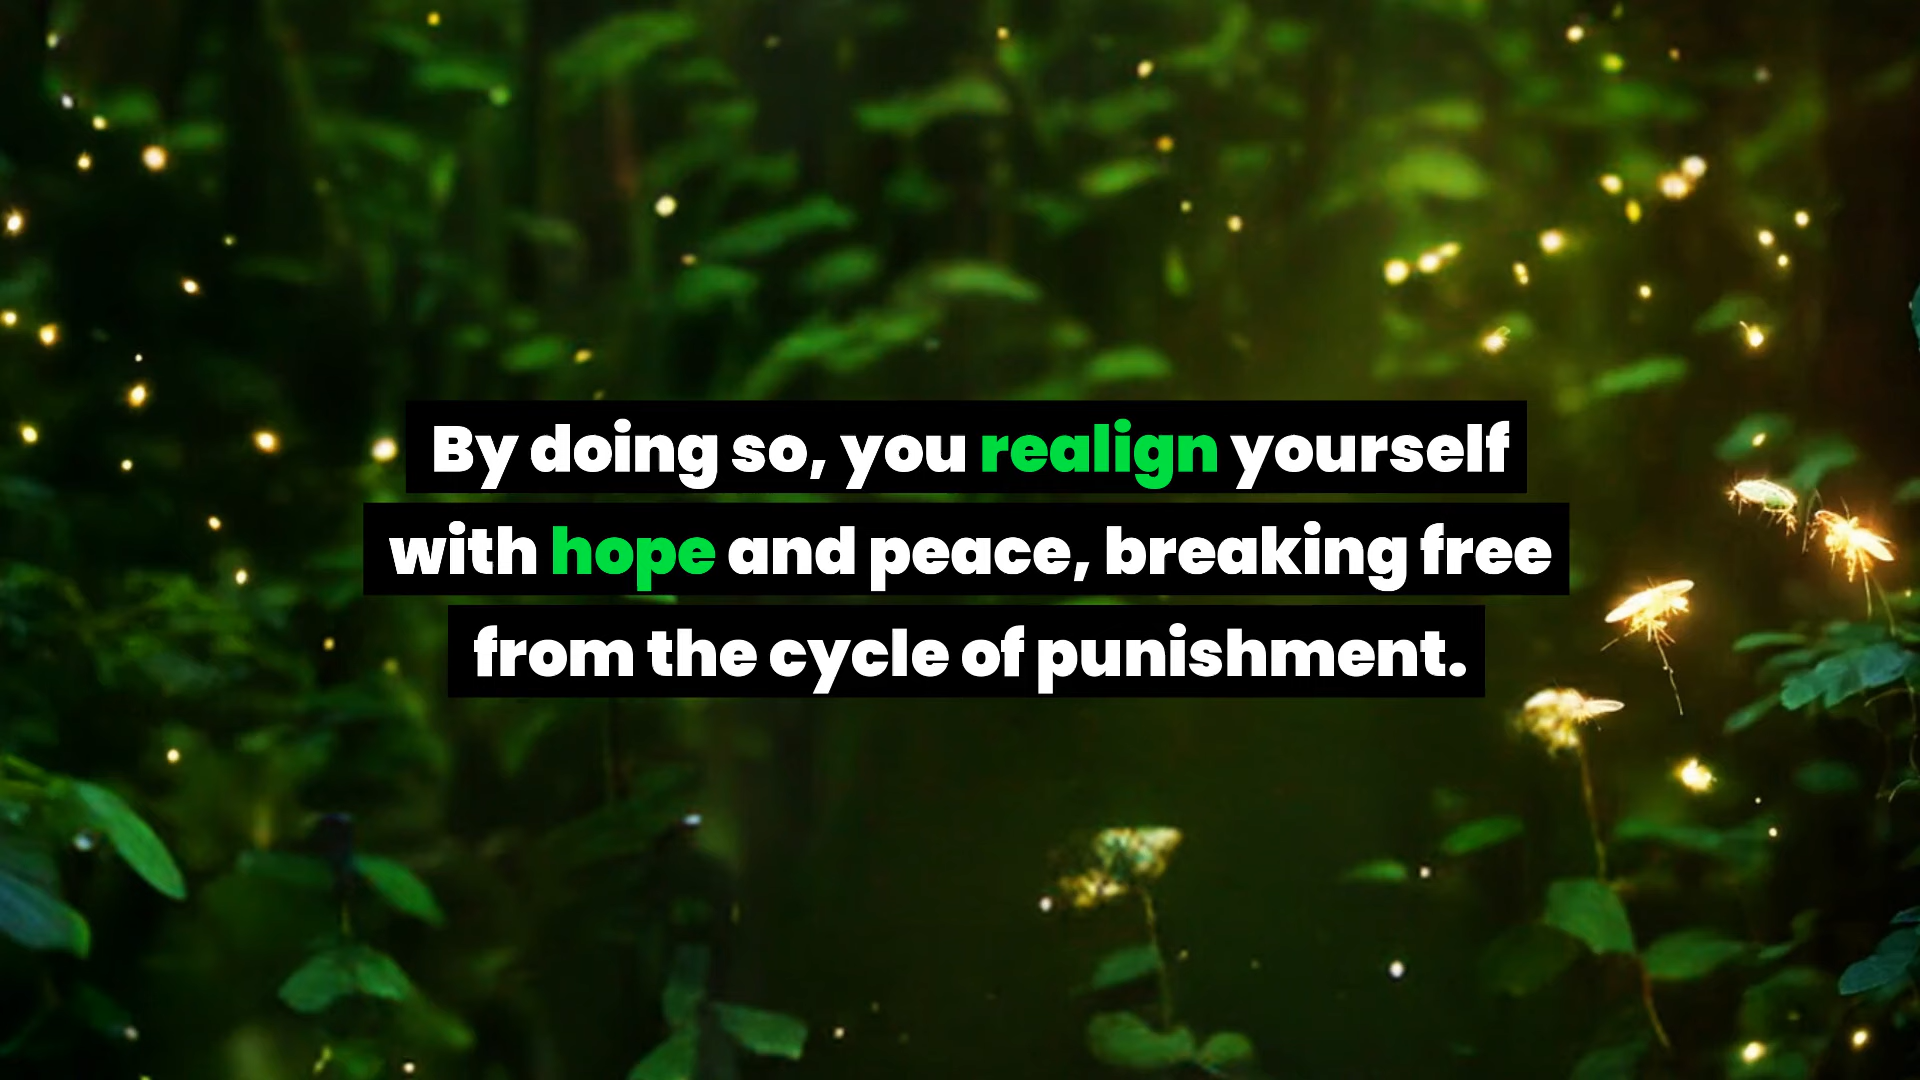 By doing so, you realign yourself
with hope and peace, breaking free
from the cycle of punishment.